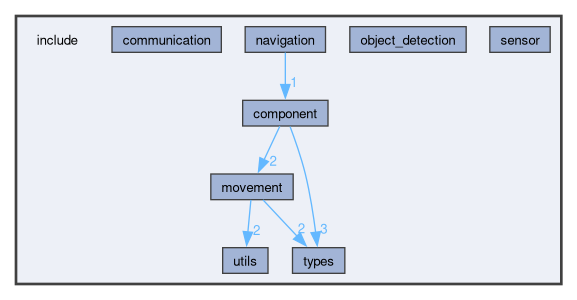 include
communication
navigation
object_detection
sensor
1
component
2
movement
2
2
3
utils
types